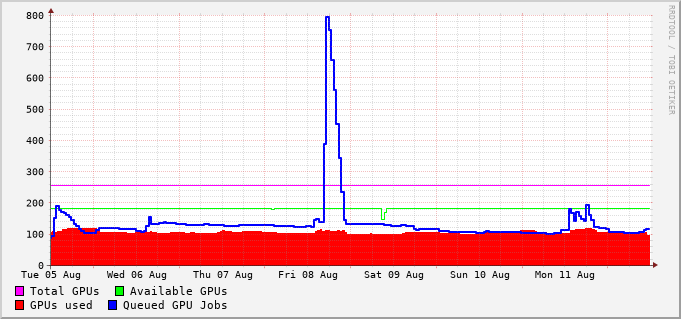 RRDTOOL / TOBI OETIKER
800
700
600
500
400
300
200
100
0
Tue 05 Aug Wed 06 Aug Thu 07 Aug Fri 08 Aug Sat 09 Aug Sun 10 Aug Mon 11 Aug
Total GPUs Available GPUs
GPUs used Queued GPU Jobs